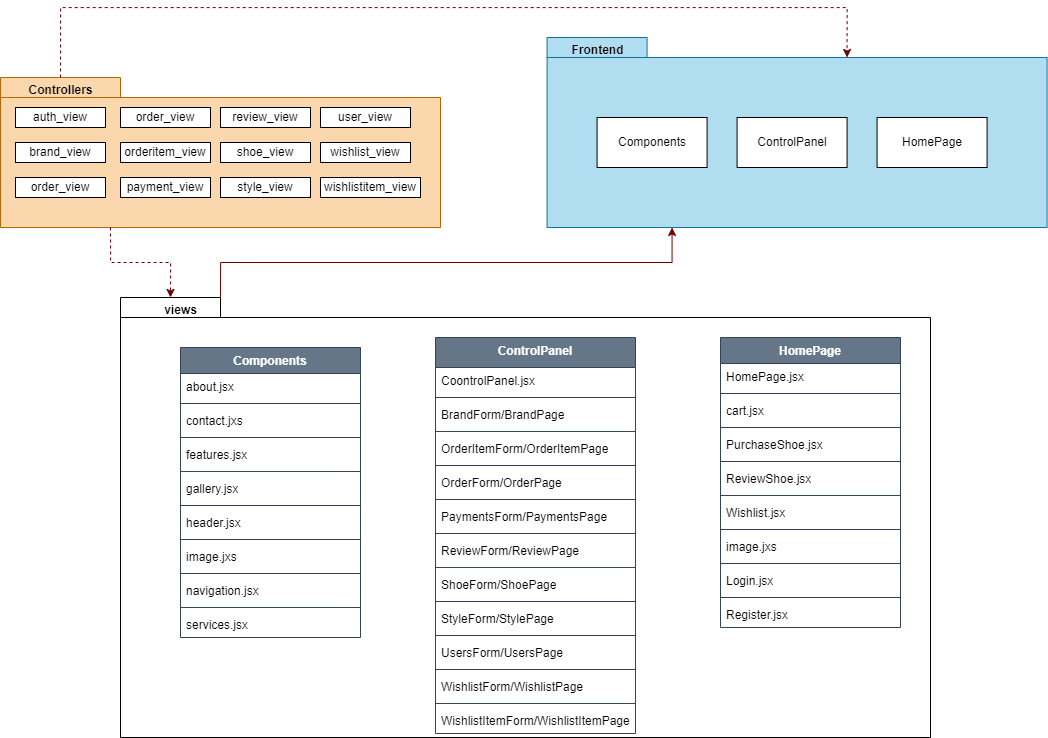 Frontend
Components
ControlPanel
HomePage
Controllers
auth_view
order_view
review_view
user_view
brand_view
orderitem_view
shoe_view
wishlist_view
order_view
payment_view
style_view
wishlistitem_view
views
Components
about.jsx
contact.jxs
features.jsx
gallery.jsx
header.jsx
image.jxs
navigation.jsx
services.jsx
ControlPanel
CoontrolPanel.jsx
BrandForm/BrandPage
OrderItemForm/OrderItemPage
OrderForm/OrderPage
PaymentsForm/PaymentsPage
ReviewForm/ReviewPage
ShoeForm/ShoePage
StyleForm/StylePage
UsersForm/UsersPage
WishlistForm/WishlistPage
WishlistItemForm/WishlistItemPage
HomePage
HomePage.jsx
cart.jsx
PurchaseShoe.jsx
ReviewShoe.jsx
Wishlist.jsx
image.jxs
Login.jsx
Register.jsx